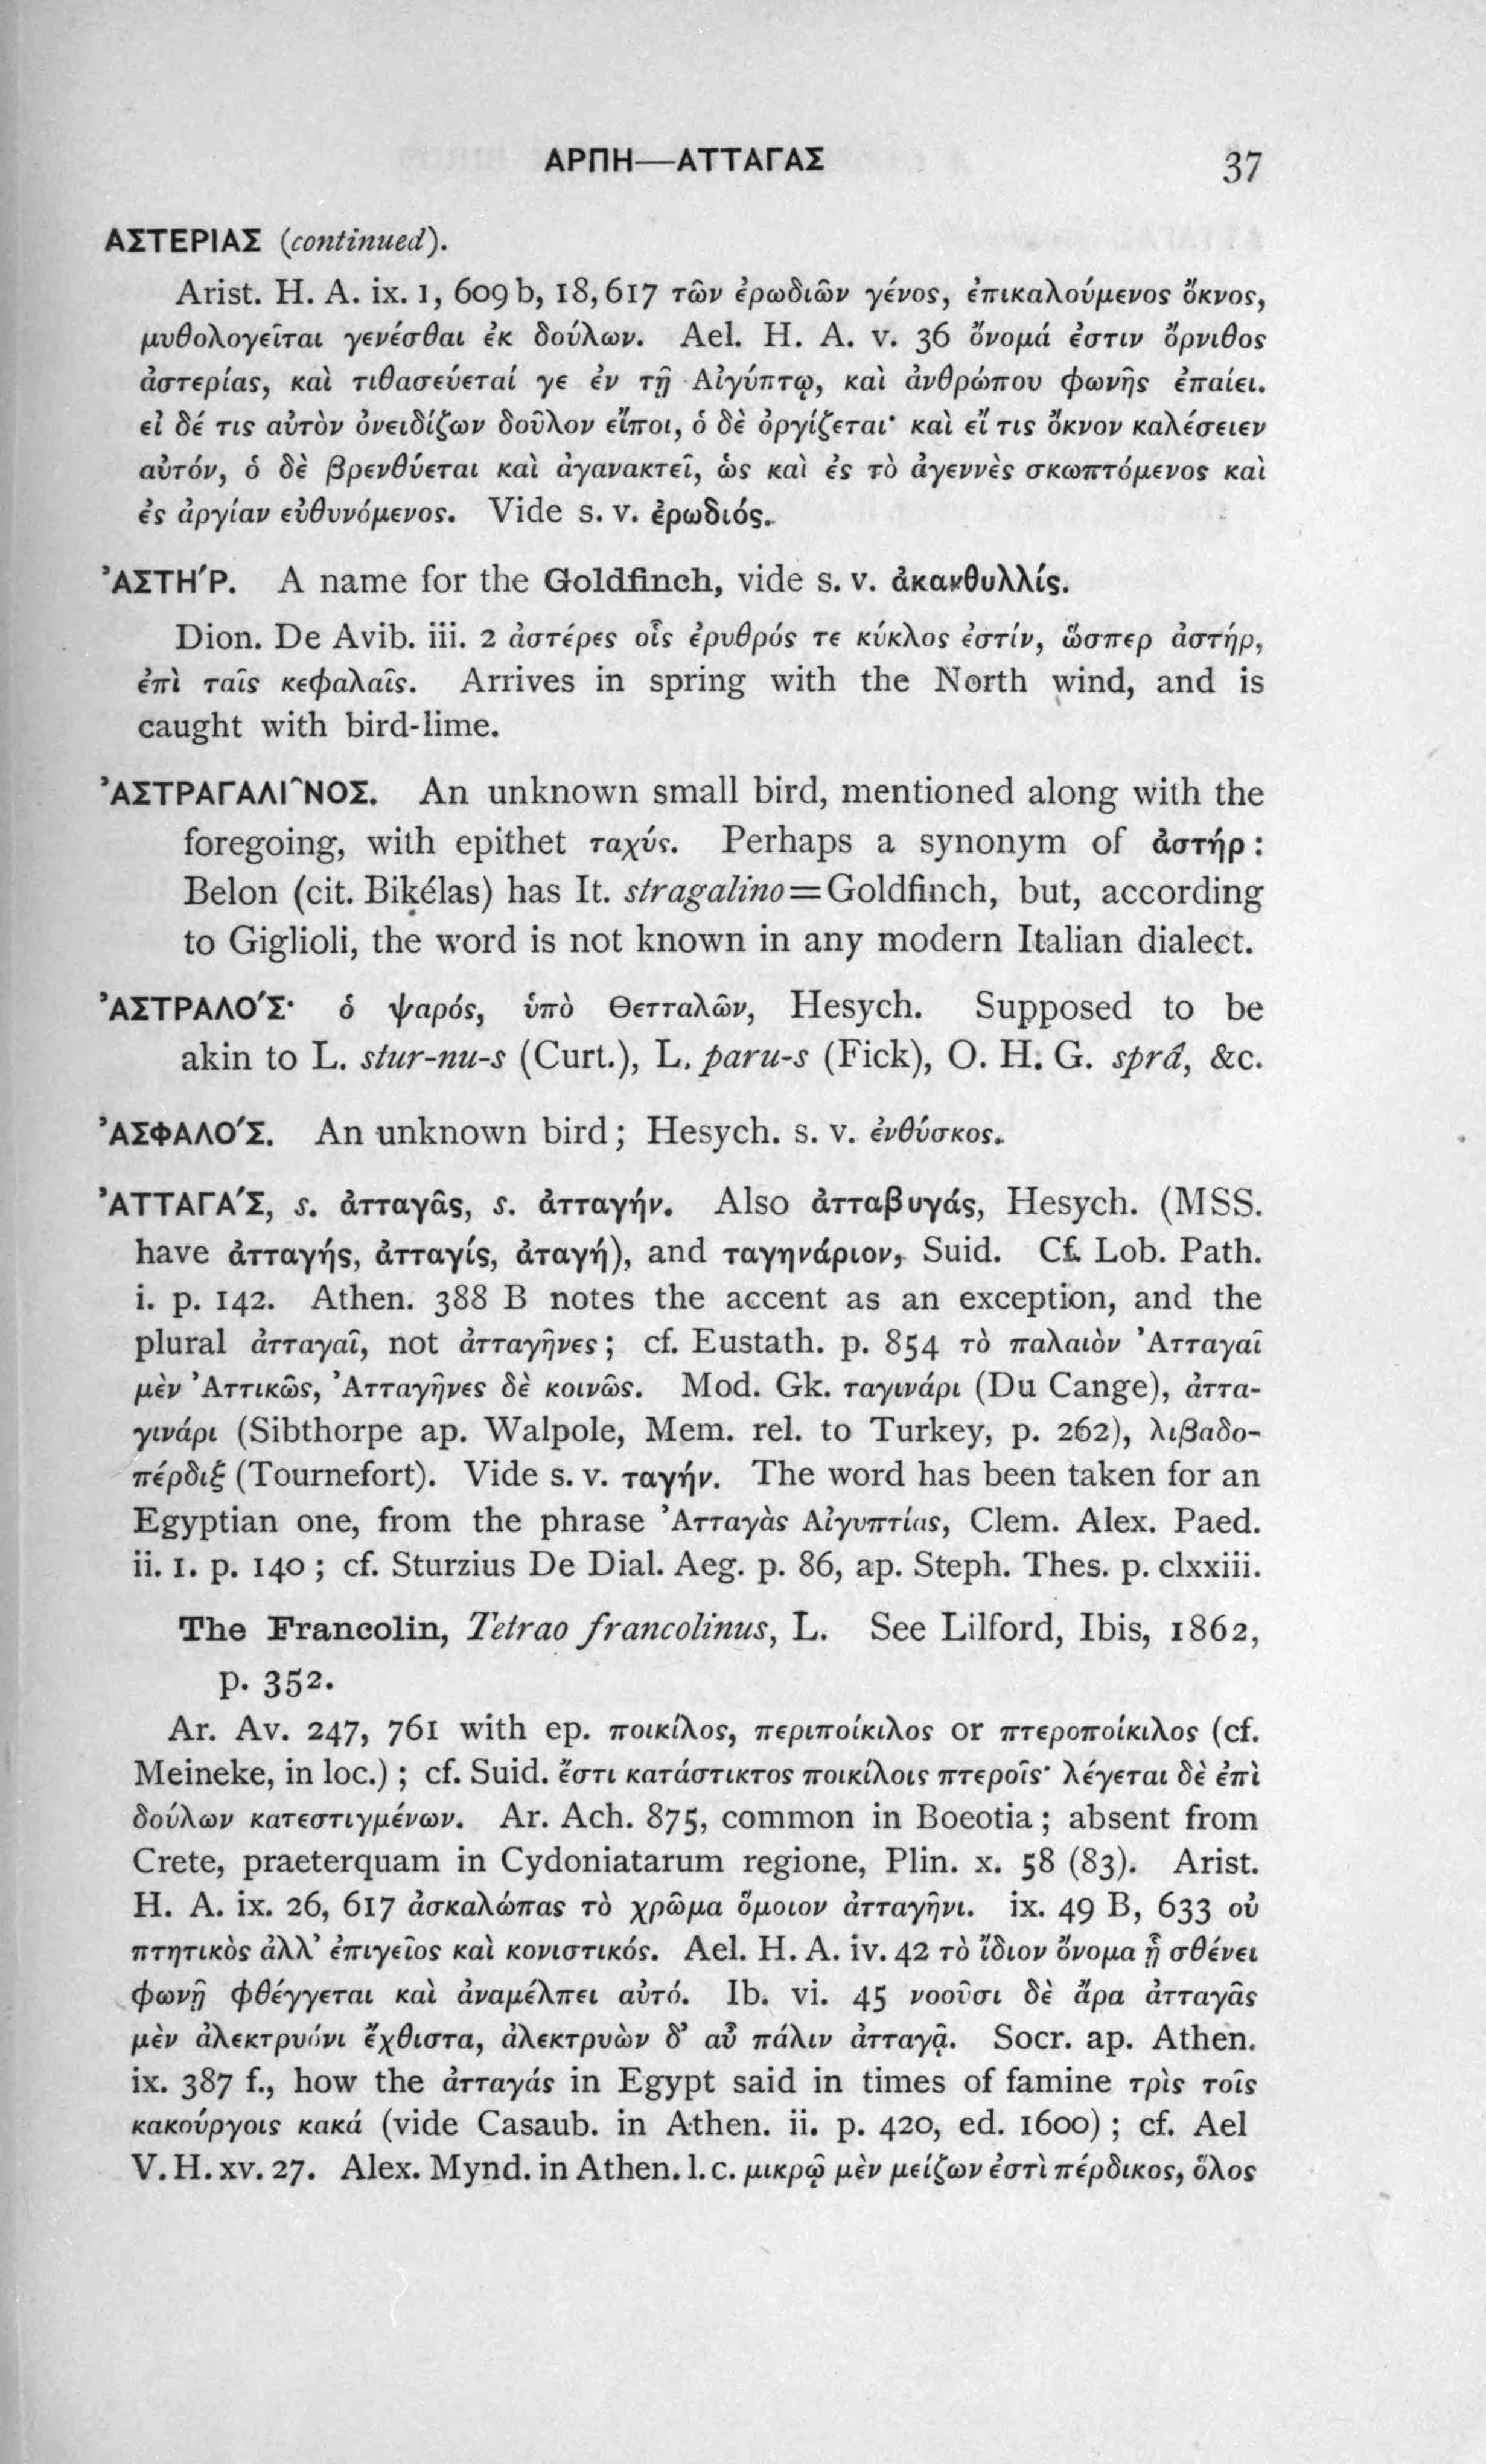 ΑΡΠΗ—ΑΤΤΑΓΑΣ 37
ΑΣΤΕΡΙΑΣ (continued).
Arist. H. A. ix. 1, 609 b, 18, 617 τῶν ἐρωδιῶν γένος, ἐπικαλούμενος ὄκνος,
μυθολογεῖται γενέσθαι ἐκ δούλων. Ael. H. A. v. 36 ὄνομά ἐστιν ὄρνιθος
ἀστερίας, καὶ τιθασεύεταί γε ἐν τῇ Αἰγύπτῳ, καὶ ἀνθρώπου φωνῆς ἐπαίει.
εἰ δέ τις αὐτὸν ὀνειδίζων δοῦλον εἴποι, ὁ δὲ ὀργίζεται· καὶ εἴ τις ὄκνον καλέσειεν
αὐτόν, ὁ δὲ βρενθύεται καὶ ἀγανακτεῖ, ὡς καὶ ἐς τὸ ἀγεννὲς σκωπτόμενος καὶ
ἐς ἀργίαν εὐθυνόμενος. Vide s. v. ἐρωδιός.
ἈΣΤΗ΄Ρ. A name for the Goldfinch, vide s. v. ἀκανθυλλίς.
Dion. De Avib. iii. 2 ἀστέρες οἷς ἐρυθρός τε κύκλος ἐστίν, ὥσπερ ἀστήρ,
ἐπὶ ταῖς κεφαλαῖς. Arrives in spring with the North wind, and is
caught with bird-lime.
ἈΣΤΡΑΓΑΛΙ͂ΝΟΣ. An unknown small bird, mentioned along with the
foregoing, with epithet ταχύς. Perhaps a synonym of ἀστήρ :
Belon (cit. Bikélas) has It. stragalino = Goldfinch, but, according
to Giglioli, the word is not known in any modern Italian dialect.
ἈΣΤΡΑΛΟ΄Σ· ὁ ψαρός, ὑπὸ Θετταλῶν, Hesych. Supposed to be
akin to L. stur-nu-s (Curt.), L. paru-s (Fick), O. H. G. sprâ, &c.
ἈΣΦΑΛΟ΄Σ. An unknown bird ; Hesych. s. v. ἐνθύσκος.
ἈΤΤΑΓΑ΄Σ, s. ἀτταγᾶς, s. ἀτταγήν. Also ἀτταβυγάς, Hesych. (MSS.
have ἀτταγής, ἀτταγίς, ἀταγή), and ταγηνάριον, Suid. Cf. Lob. Path.
i. p. 142. Athen. 388 B notes the accent as an exception, and the
plural ἀτταγαῖ, not ἀτταγῆνες ; cf. Eustath. p. 854 τὸ παλαιὸν Ἀτταγαῖ
μὲν Ἀττικῶς, Ἀτταγῆνες δὲ κοινῶς. Mod. Gk. ταγινάρι (Du Cange), ἀττα-
γινάρι (Sibthorpe ap. Walpole, Mem. rel. to Turkey, p. 262), λιβαδο-
πέρδιξ (Tournefort). Vide s. v. ταγήν. The word has been taken for an
Egyptian one, from the phrase Ἀτταγὰς Αἰγυπτίας, Clem. Alex. Paed.
ii. 1. p. 140 ; cf. Sturzius De Dial. Aeg. p. 86, ap. Steph. Thes. p. clxxiii.
The Francolin, Tetrao francolinus, L. See Lilford, Ibis, 1862,
p. 352.
Ar. Av. 247, 761 with ep. ποικίλος, περιποίκιλος or πτεροποίκιλος (cf.
Meineke, in loc.) ; cf. Suid. ἔστι κατάστικτος ποικίλοις πτεροῖς· λέγεται δὲ ἐπὶ
δούλων κατεστιγμένων. Ar. Ach. 875, common in Boeotia ; absent from
Crete, praeterquam in Cydoniatarum regione, Plin. x. 58 (83). Arist.
H. A. ix. 26, 617 ἀσκαλώπας τὸ χρῶμα ὅμοιον ἀτταγῆνι. ix. 49 B, 633 οὐ
πτητικὸς ἀλλ’ ἐπιγεῖος καὶ κονιστικός. Ael. H. A. iv. 42 τὸ ἴδιον ὄνομα ᾗ σθένει
φωνῇ φθέγγεται καὶ ἀναμέλπει αὐτό. Ib. vi. 45 νοοῦσι δὲ ἄρα ἀτταγᾶς
μὲν ἀλεκτρυόνι ἔχθιστα, ἀλεκτρυὼν δ’ αὖ πάλιν ἀτταγᾷ. Socr. ap. Athen.
ix. 387 f., how the ἀτταγάς in Egypt said in times of famine τρὶς τοῖς
κακούργοις κακά (vide Casaub. in Athen. ii. p. 420, ed. 1600) ; cf. Ael
V. H. xv. 27. Alex. Mynd. in Athen. l. c. μικρῷ μὲν μείζων ἐστὶ πέρδικος, ὅλος